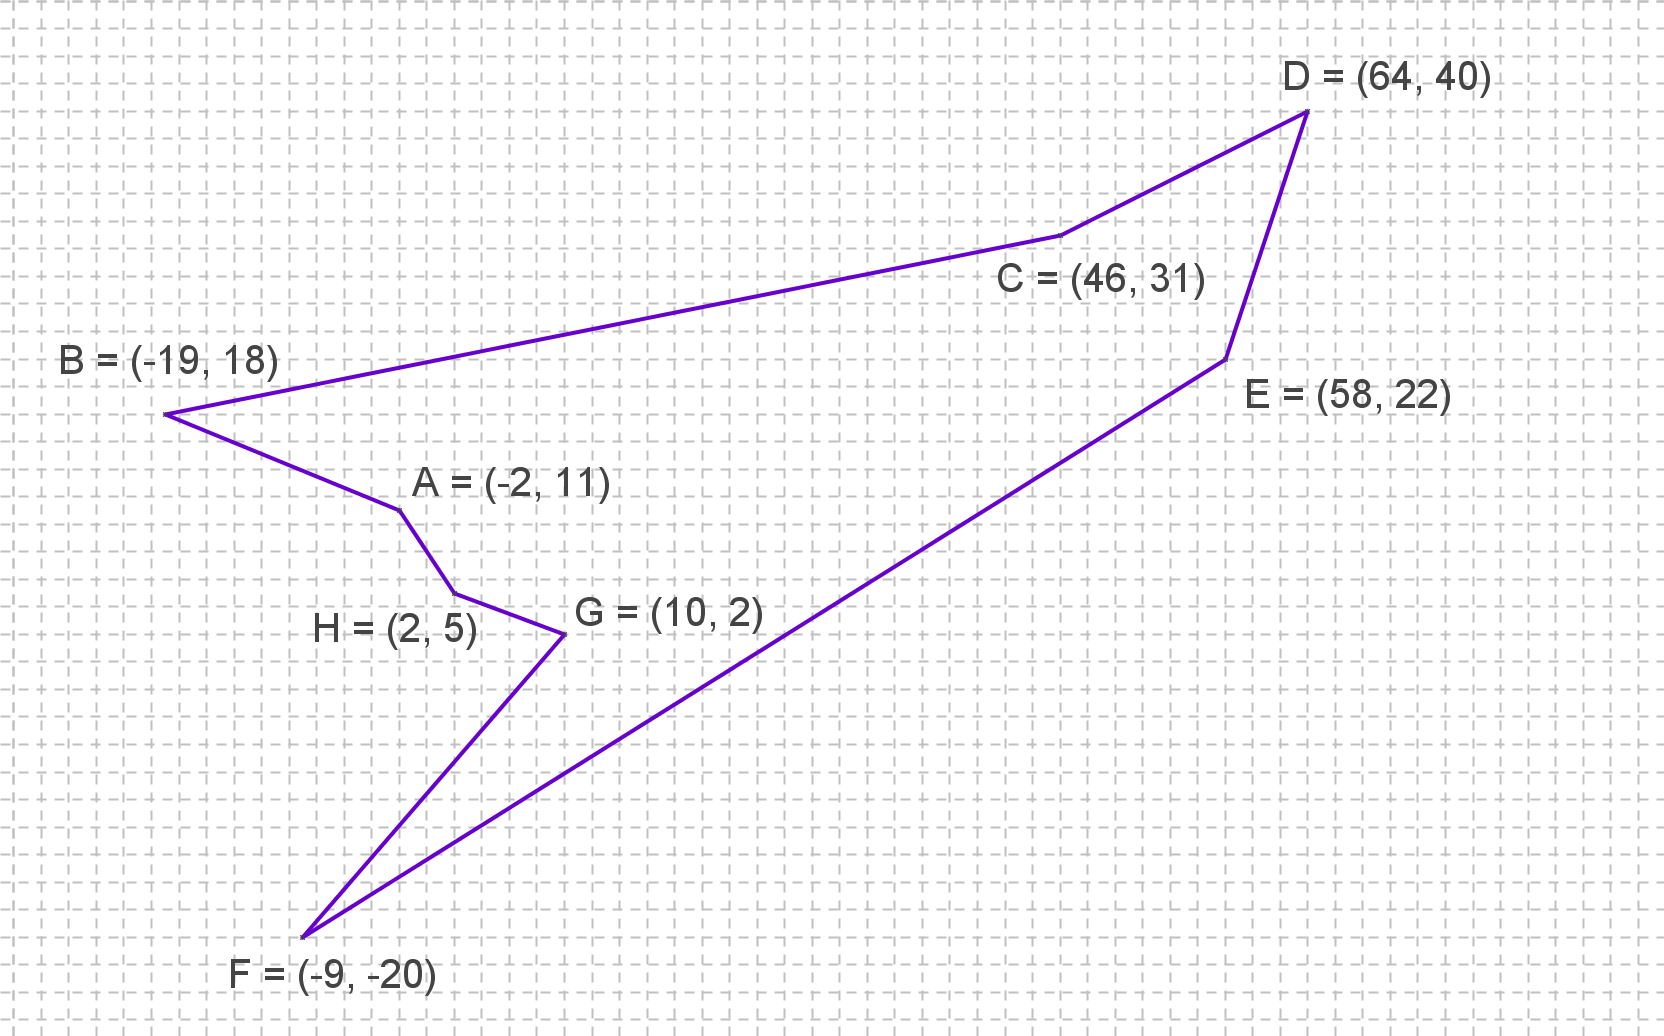 D = (64, 40)
C = (46, 31)
B = (-19, 18)
E = (58, 22)
A = (-2, 11)
G = (10, 2)
H = (2, 5)
F = (-9, -20)